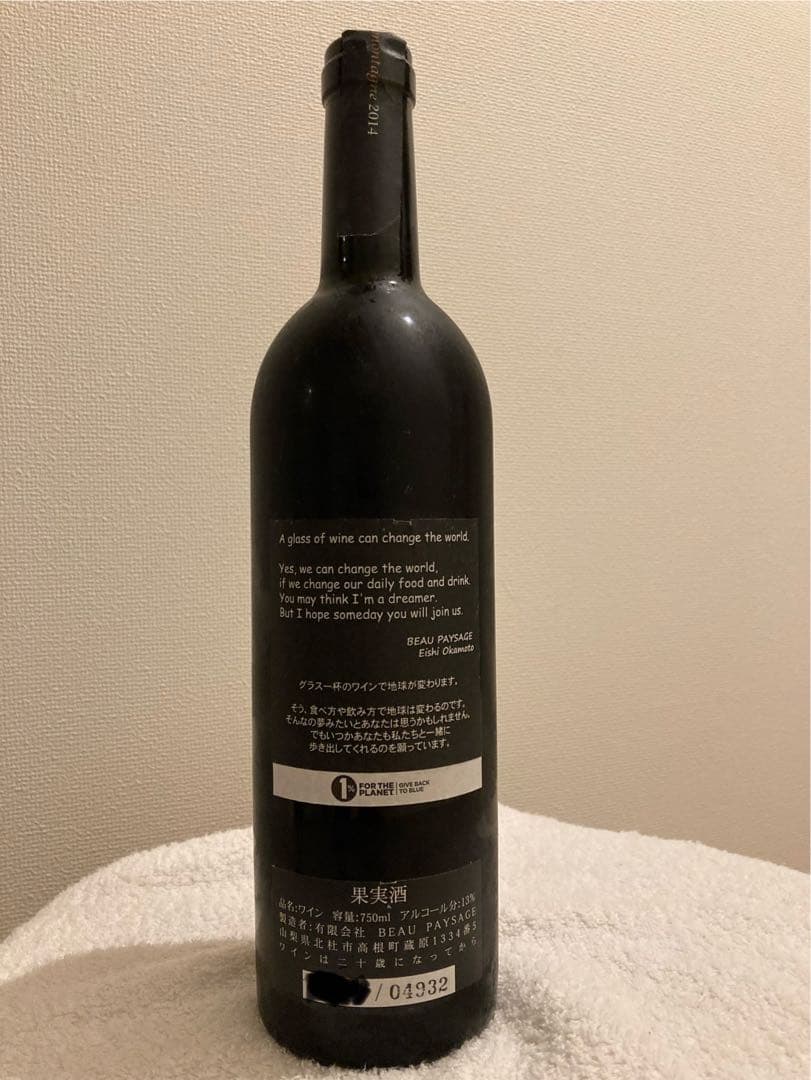 montagne 2014
A glass of wine can change the world.
Yes, we can change the world,
if we change our daily food and drink.
You may think I'm a dreamer.
But I hope someday you will join us.
BEAU PAYSAGE
Eishi Okamoto
グラス一杯のワインで地球が変わります。
そう、食べ方や飲み方で地球は変わるのです。
そんなの夢みたいとあなたは思うかもしれません。
でもいつかあなたも私たちと一緒に
歩き出してくれるのを願っています。
1%
FOR THE
PLANET
GIVE BACK
TO BLUE
果実酒
品名:ワイン 容量:750ml アルコール分:13%
製造者:有限会社 BEAU PAYSAGE
山梨県北杜市高根町蔵原1334番5
ワインは二十歳になってから
/ 04932